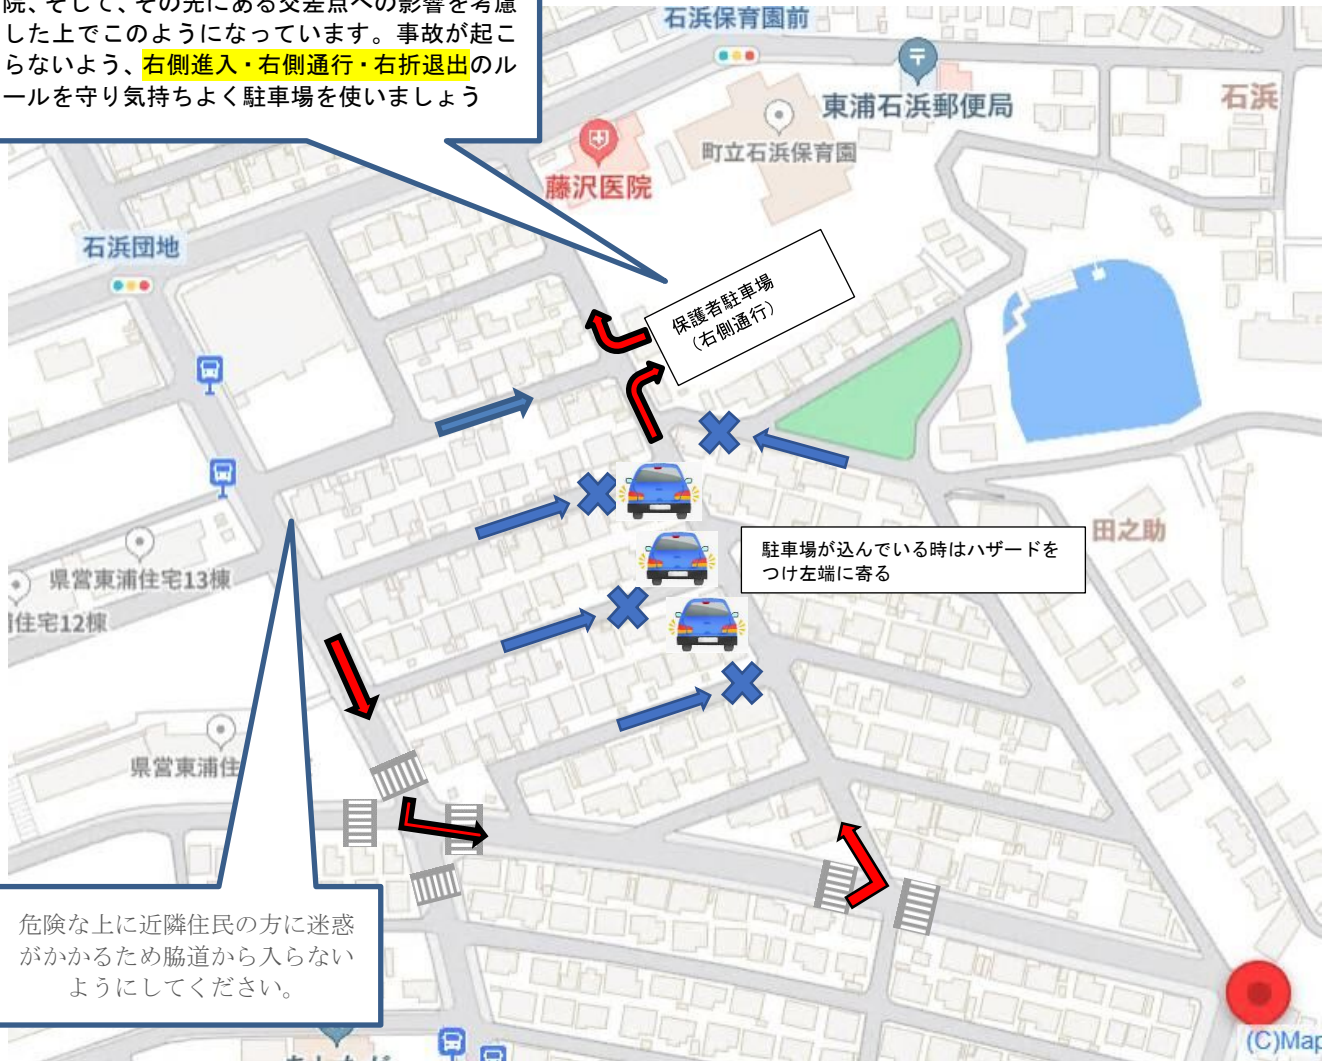 院、そして、その先にある交差点への影響を考慮
した上でこのようになっています。事故が起こ
らないよう、右側進入・右側通行・右折退出のル
ールを守り気持ちよく駐車場を使いましょう
石浜保育園前
東浦石浜郵便局
石浜
町立石浜保育園
藤沢医院
石浜団地
保護者駐車場
(右側通行)
田之助
駐車場が込んでいる時はハザードを
つけ左端に寄る
県営東浦住宅13棟
住宅12棟
県営東浦住
危険な上に近隣住民の方に迷惑
がかかるため脇道から入らない
ようにしてください。
(C)Map